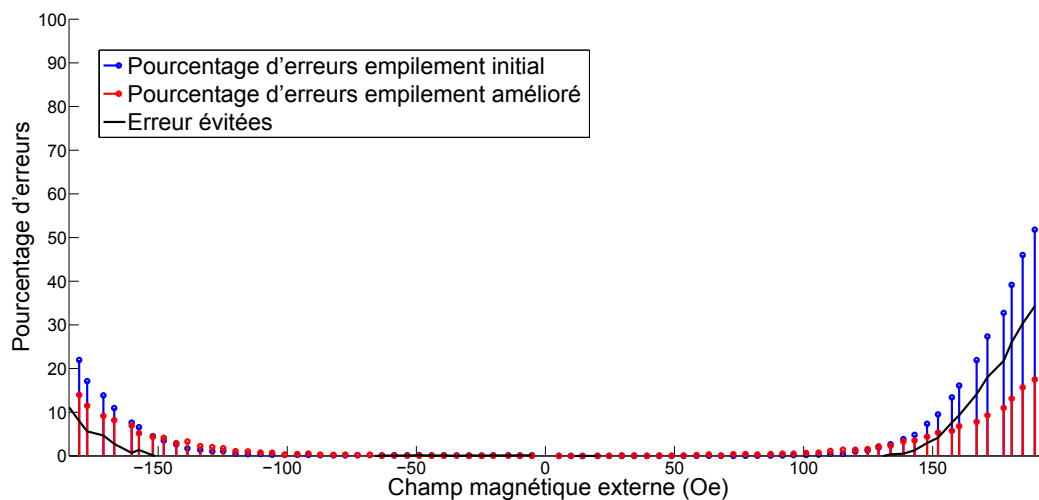 100
90
80
70
60
50
40
30
20
10
0
Pourcentage d'erreurs
Pourcentage d'erreurs empilement initial
Pourcentage d'erreurs empilement amélioré
Erreur évitées
−150 −100 −50 0 50 100 150
Champ magnétique externe (Oe)